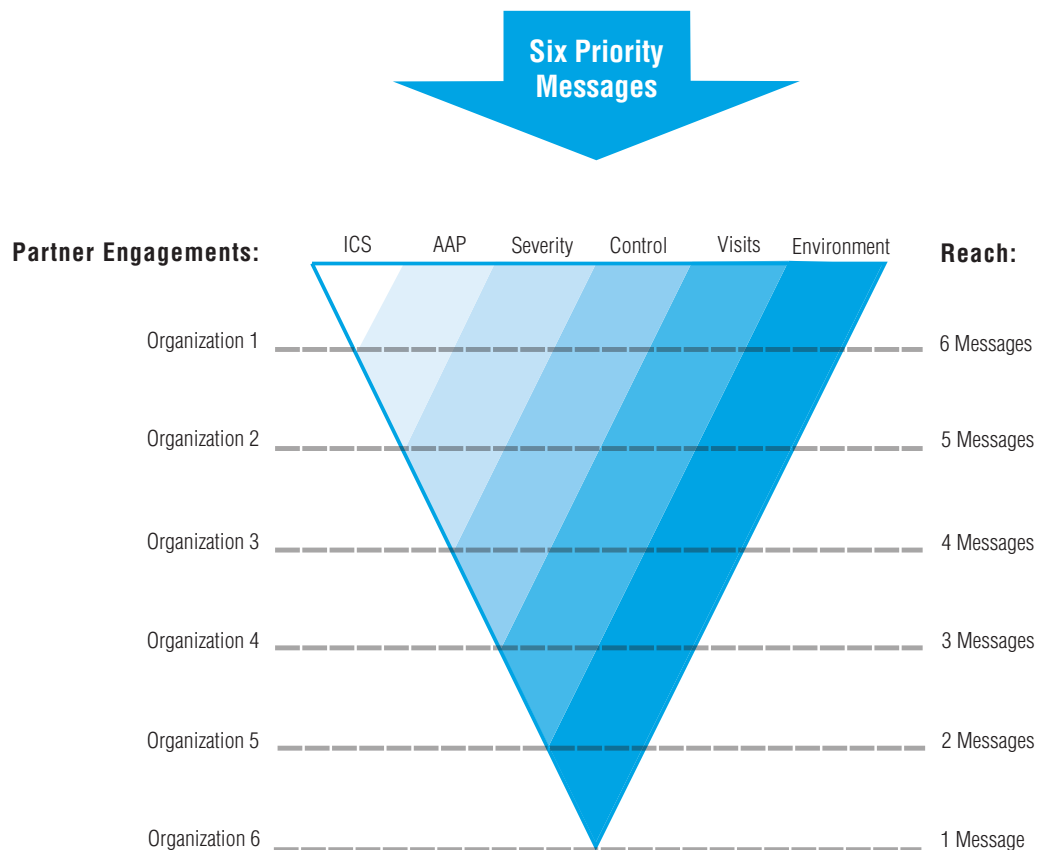 Six Priority
Messages
Partner Engagements:
ICS
AAP
Severity
Control
Visits
Environment
Reach:
Organization 1
6 Messages
Organization 2
5 Messages
Organization 3
4 Messages
Organization 4
3 Messages
Organization 5
2 Messages
Organization 6
1 Message